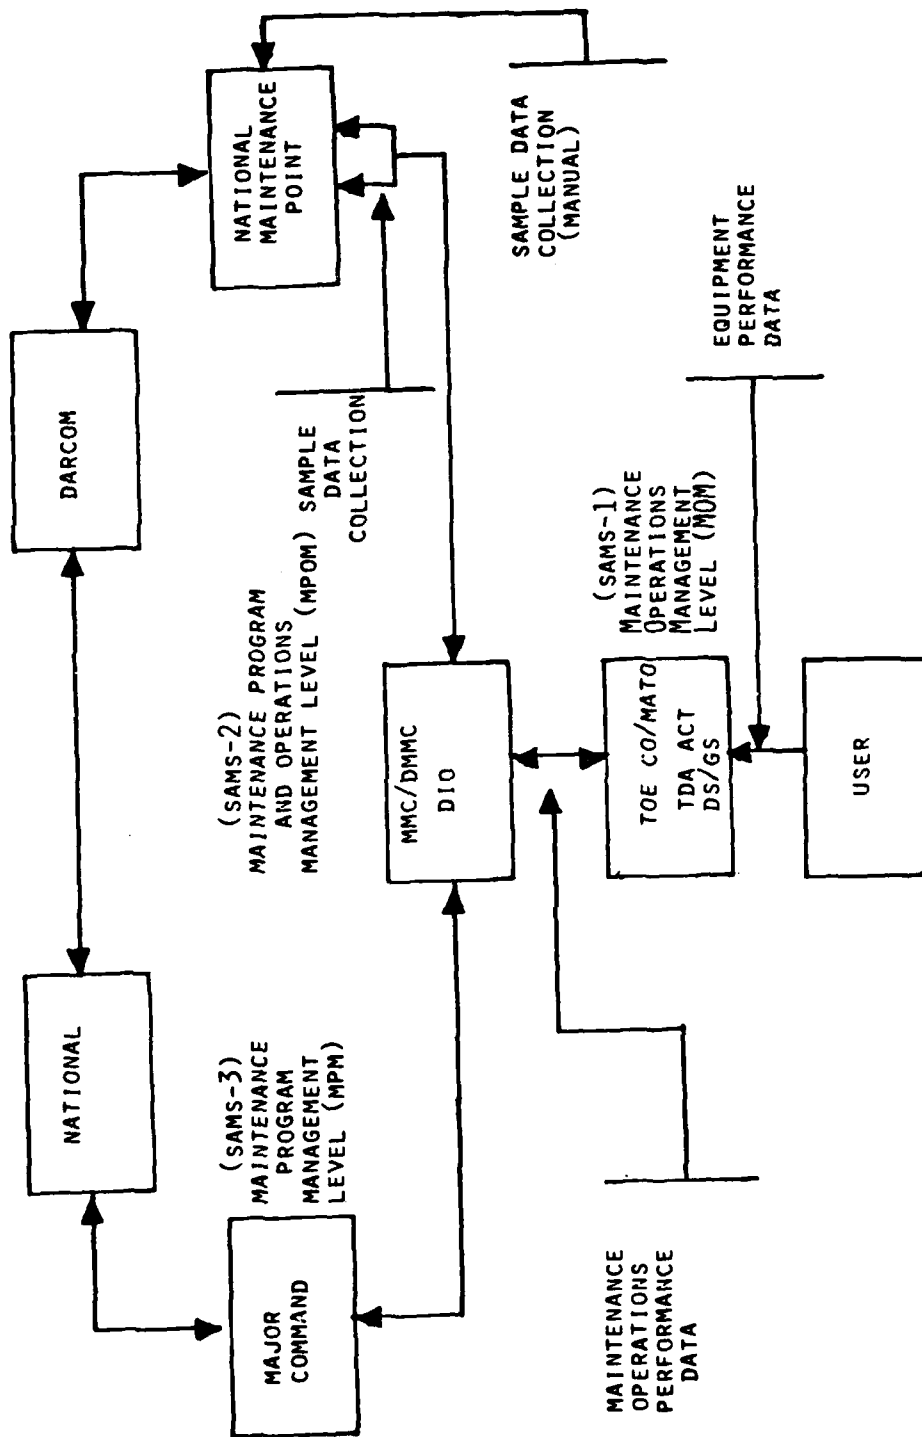 NATIONAL
DARCOM
(SAMS-3)
MAINTENANCE
PROGRAM
MANAGEMENT
LEVEL (MPM)
MAJOR
COMMAND
(SAMS-2)
MAINTENANCE PROGRAM
AND OPERATIONS
MANAGEMENT LEVEL (MPOM)
SAMPLE
DATA
COLLECTION
NATIONAL
MAINTENANCE
POINT
MMC/DMMC
DIO
SAMPLE DATA
COLLECTION
(MANUAL)
(SAMS-1)
MAINTENANCE
OPERATIONS
MANAGEMENT
LEVEL (MOM)
TOE CO/MATO
TDA ACT
DS/GS
EQUIPMENT
PERFORMANCE
DATA
MAINTENANCE
OPERATIONS
PERFORMANCE
DATA
USER